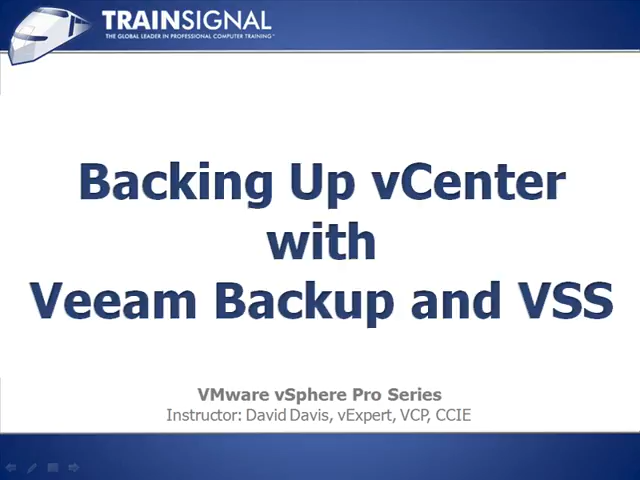 TRAINSIGNAL
THE GLOBAL LEADER IN PROFESSIONAL COMPUTER TRAINING
Backing Up vCenter
with
Veeam Backup and VSS
VMware vSphere Pro Series
Instructor: David Davis, vExpert, VCP, CCIE